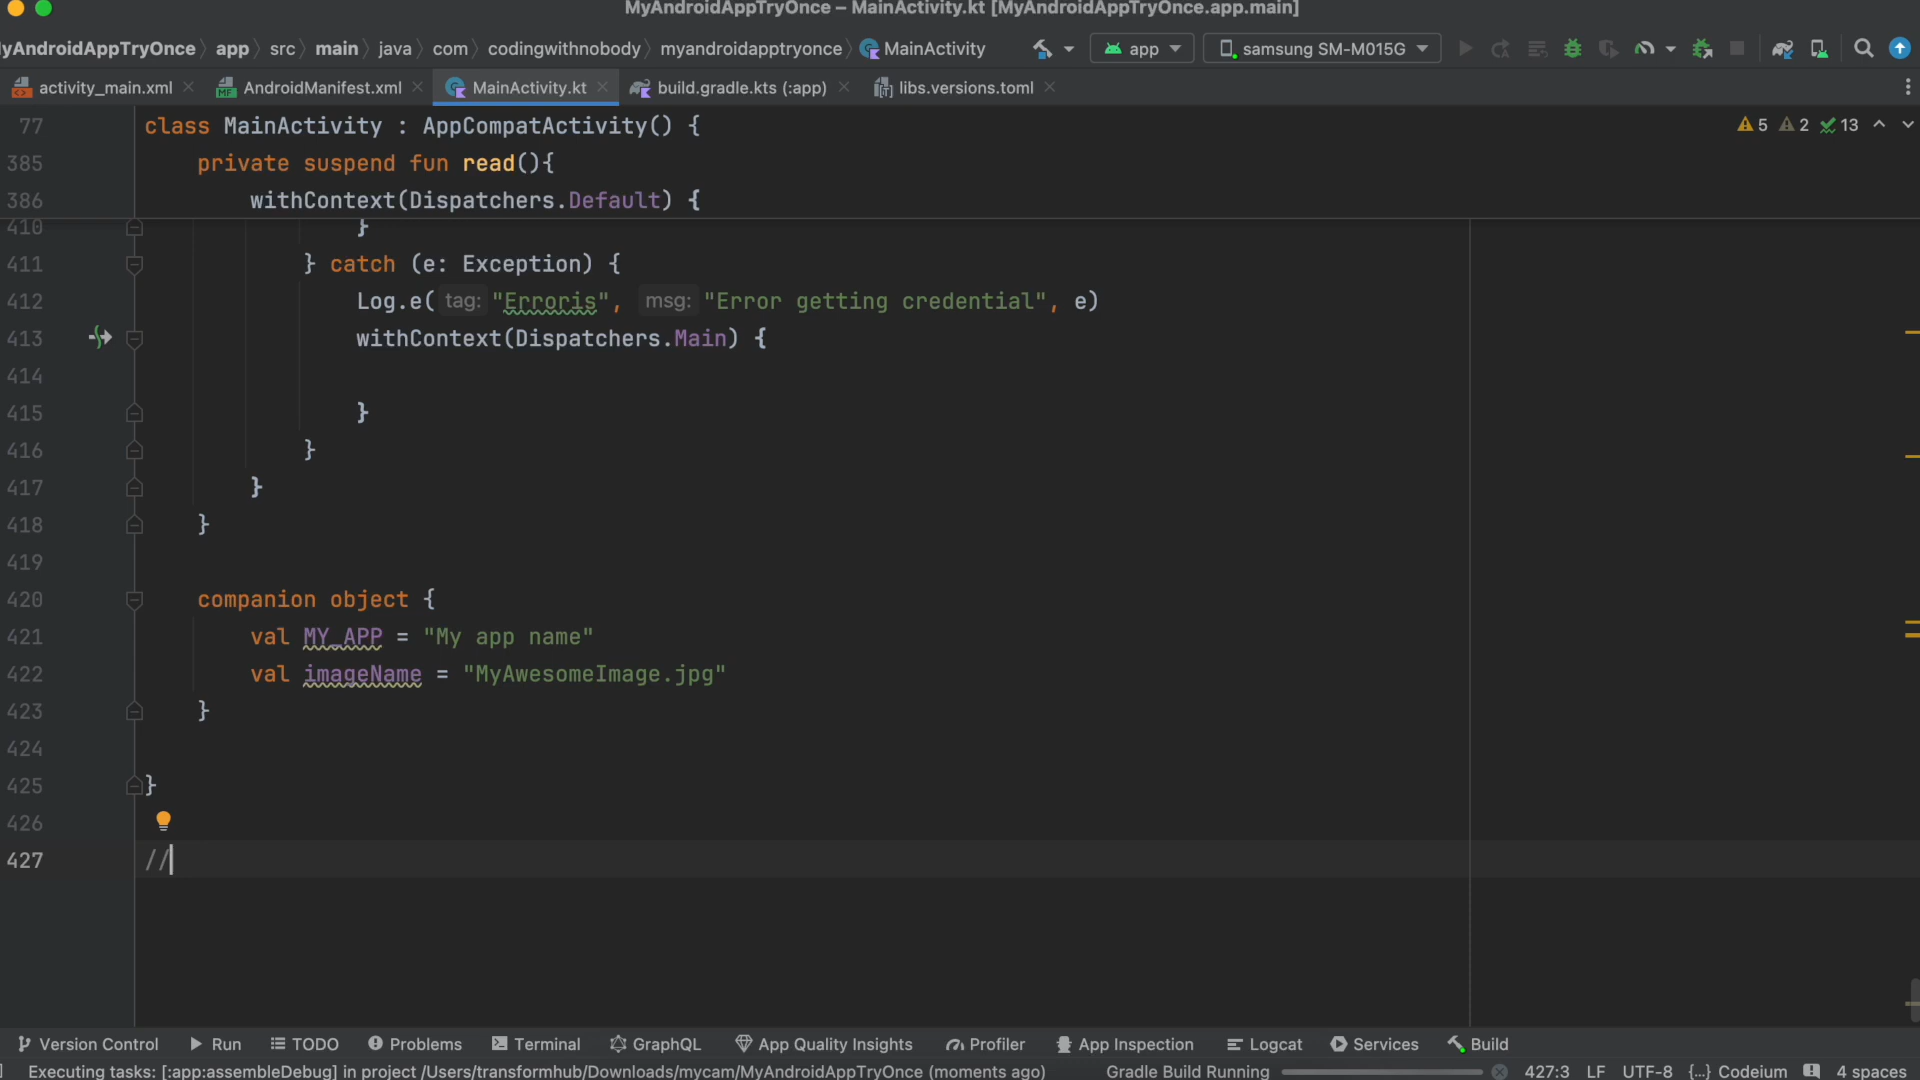 MyAndroidAppTryOnce – MainActivity.kt [MyAndroidAppTryOnce.app.main]
yAndroidAppTryOnce app src main java com codingwithnobody myandroidapptryonce MainActivity app samsung SM-M015G
activity_main.xml AndroidManifest.xml MainActivity.kt build.gradle.kts (:app) libs.versions.toml
77 class MainActivity : AppCompatActivity() { 5 2 13
385 private suspend fun read(){
386 withContext(Dispatchers.Default) {
410 }
411 } catch (e: Exception) {
412 Log.e( tag: "Erroris", msg: "Error getting credential", e)
413 withContext(Dispatchers.Main) {
414
415 }
416 }
417 }
418 }
419
420 companion object {
421 val MY_APP = "My app name"
422 val imageName = "MyAwesomeImage.jpg"
423 }
424
425 }
426
427 //
Version Control Run TODO Problems Terminal GraphQL App Quality Insights Profiler App Inspection Logcat Services Build
Executing tasks: [:app:assembleDebug] in project /Users/transformhub/Downloads/mycam/MyAndroidAppTryOnce (moments ago) Gradle Build Running 427:3 LF UTF-8 {...} Codeium 4 spaces